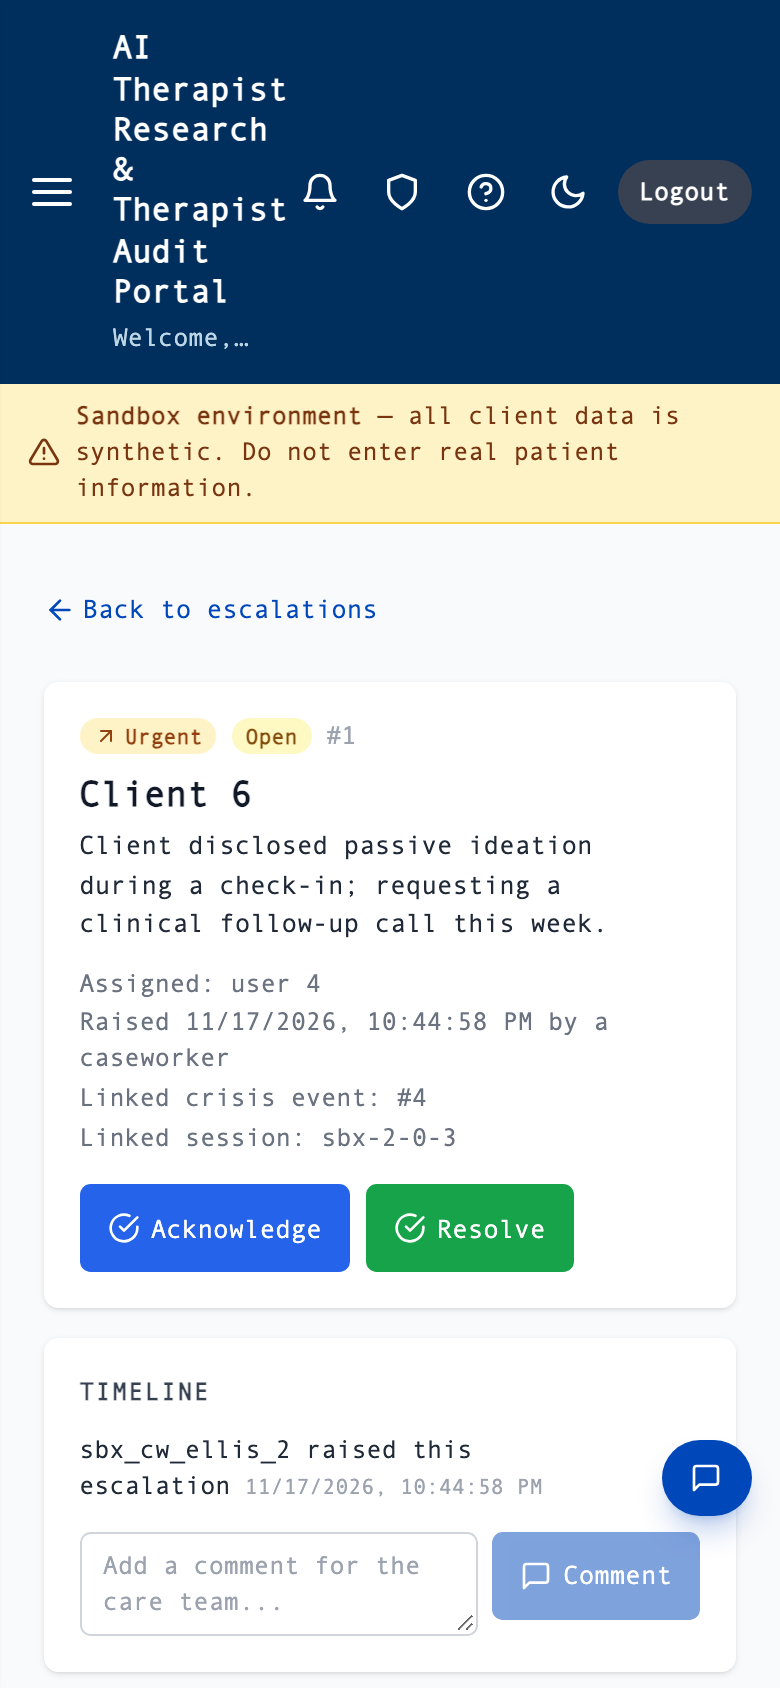 AI
Therapist
Research
&
Therapist
Audit
Portal
Welcome,…
Logout
Sandbox environment — all client data is
synthetic. Do not enter real patient
information.
Back to escalations
Urgent Open #1
Client 6
Client disclosed passive ideation
during a check-in; requesting a
clinical follow-up call this week.
Assigned: user 4
Raised 11/17/2026, 10:44:58 PM by a
caseworker
Linked crisis event: #4
Linked session: sbx-2-0-3
Acknowledge Resolve
TIMELINE
sbx_cw_ellis_2 raised this
escalation 11/17/2026, 10:44:58 PM
Add a comment for the
care team...
Comment